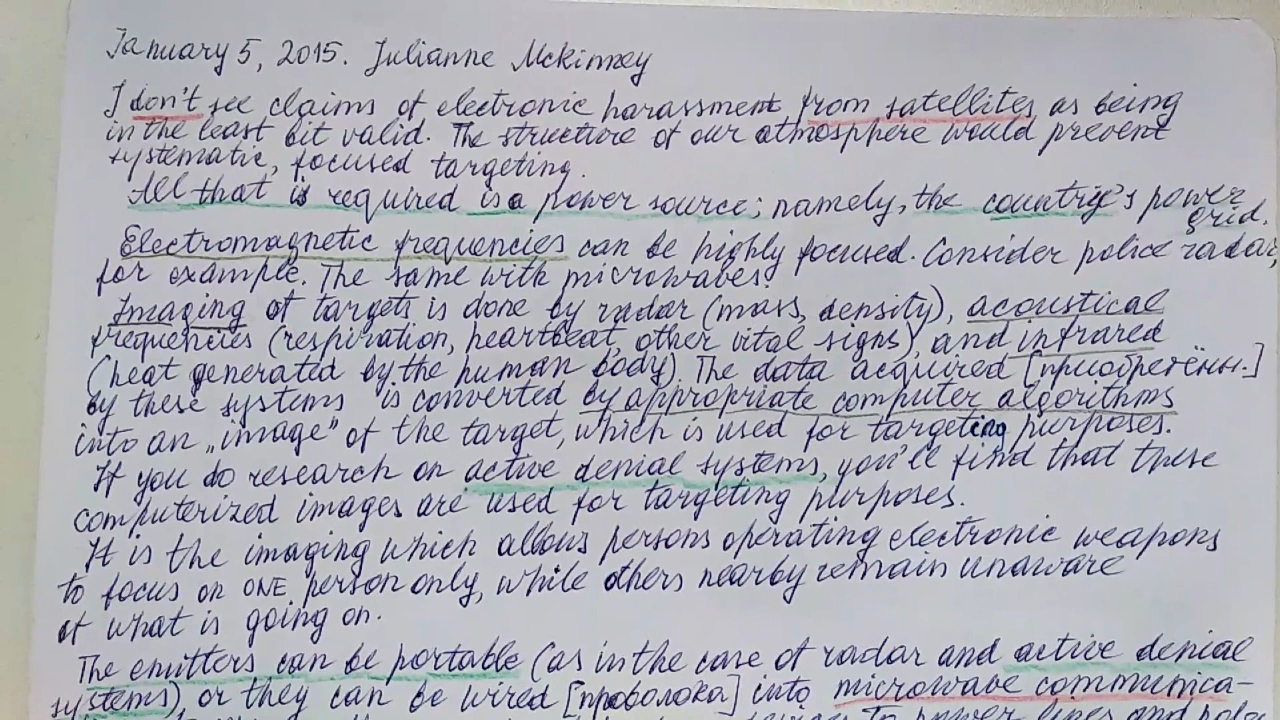 January 5, 2015. Julianne McKinney
I don't see claims of electronic harassment from satellites as being
in the least bit valid. The structure of our atmosphere would prevent
systematic, focused targeting.
All that is required is a power source; namely, the country's power
grid.
Electromagnetic frequencies can be highly focused. Consider police radar,
for example. The same with microwaves.
Imaging of targets is done by radar (mass, density), acoustical
frequencies (respiration, heartbeat, other vital signs), and infrared
(heat generated by the human body). The data acquired [приобретённ.]
by these systems is converted by appropriate computer algorithms
into an „image" of the target, which is used for targeting purposes.
If you do research on active denial systems, you'll find that these
computerized images are used for targeting purposes.
It is the imaging which allows persons operating electronic weapons
to focus on ONE person only, while others nearby remain unaware
of what is going on.
The emitters can be portable (as in the case of radar and active denial
systems), or they can be wired [проволока] into microwave communica-
to power lines and